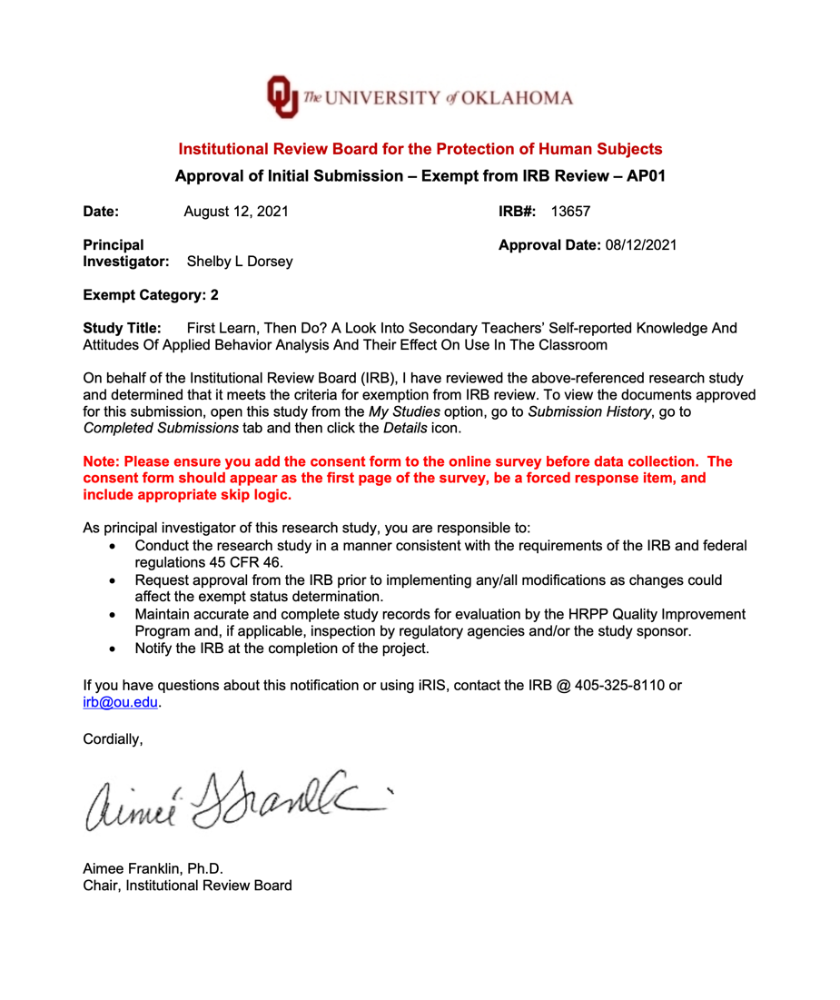 The UNIVERSITY of OKLAHOMA
Institutional Review Board for the Protection of Human Subjects
Approval of Initial Submission – Exempt from IRB Review – AP01
Date: August 12, 2021 IRB#: 13657
Principal Approval Date: 08/12/2021
Investigator: Shelby L Dorsey
Exempt Category: 2
Study Title: First Learn, Then Do? A Look Into Secondary Teachers’ Self-reported Knowledge And
Attitudes Of Applied Behavior Analysis And Their Effect On Use In The Classroom
On behalf of the Institutional Review Board (IRB), I have reviewed the above-referenced research study
and determined that it meets the criteria for exemption from IRB review. To view the documents approved
for this submission, open this study from the My Studies option, go to Submission History, go to
Completed Submissions tab and then click the Details icon.
Note: Please ensure you add the consent form to the online survey before data collection. The
consent form should appear as the first page of the survey, be a forced response item, and
include appropriate skip logic.
As principal investigator of this research study, you are responsible to:
• Conduct the research study in a manner consistent with the requirements of the IRB and federal
regulations 45 CFR 46.
• Request approval from the IRB prior to implementing any/all modifications as changes could
affect the exempt status determination.
• Maintain accurate and complete study records for evaluation by the HRPP Quality Improvement
Program and, if applicable, inspection by regulatory agencies and/or the study sponsor.
• Notify the IRB at the completion of the project.
If you have questions about this notification or using iRIS, contact the IRB @ 405-325-8110 or
irb@ou.edu.
Cordially,
Aimee Franklin, Ph.D.
Chair, Institutional Review Board